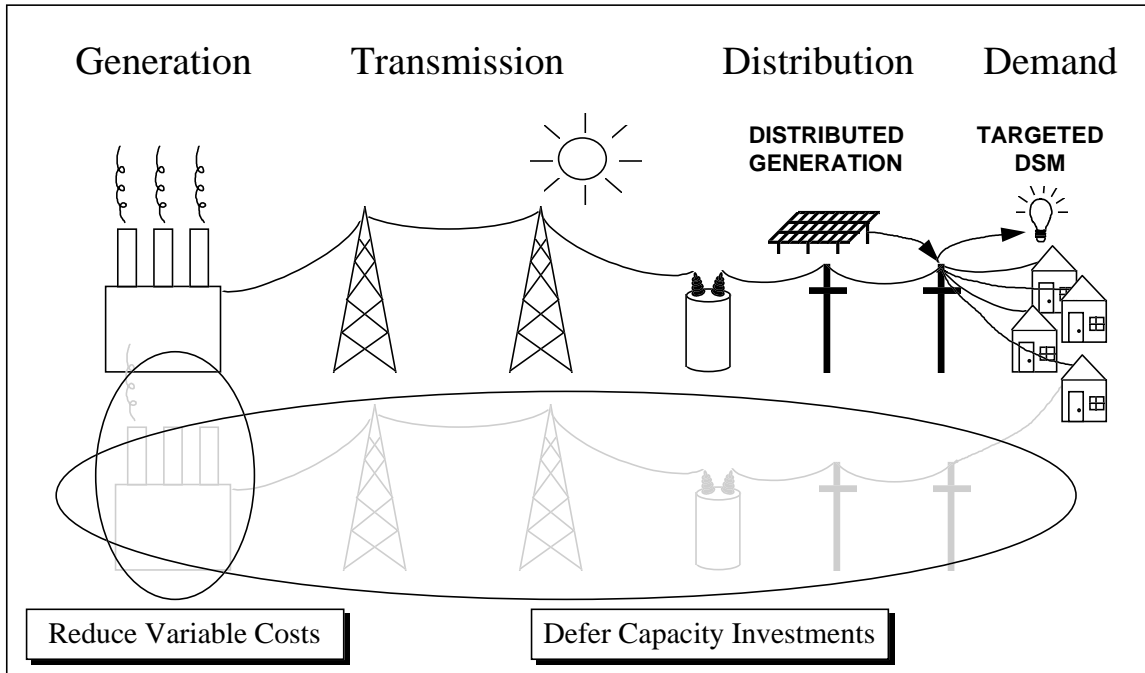 Generation
Transmission
Distribution
Demand
DISTRIBUTED
GENERATION
TARGETED
DSM
Reduce Variable Costs
Defer Capacity Investments